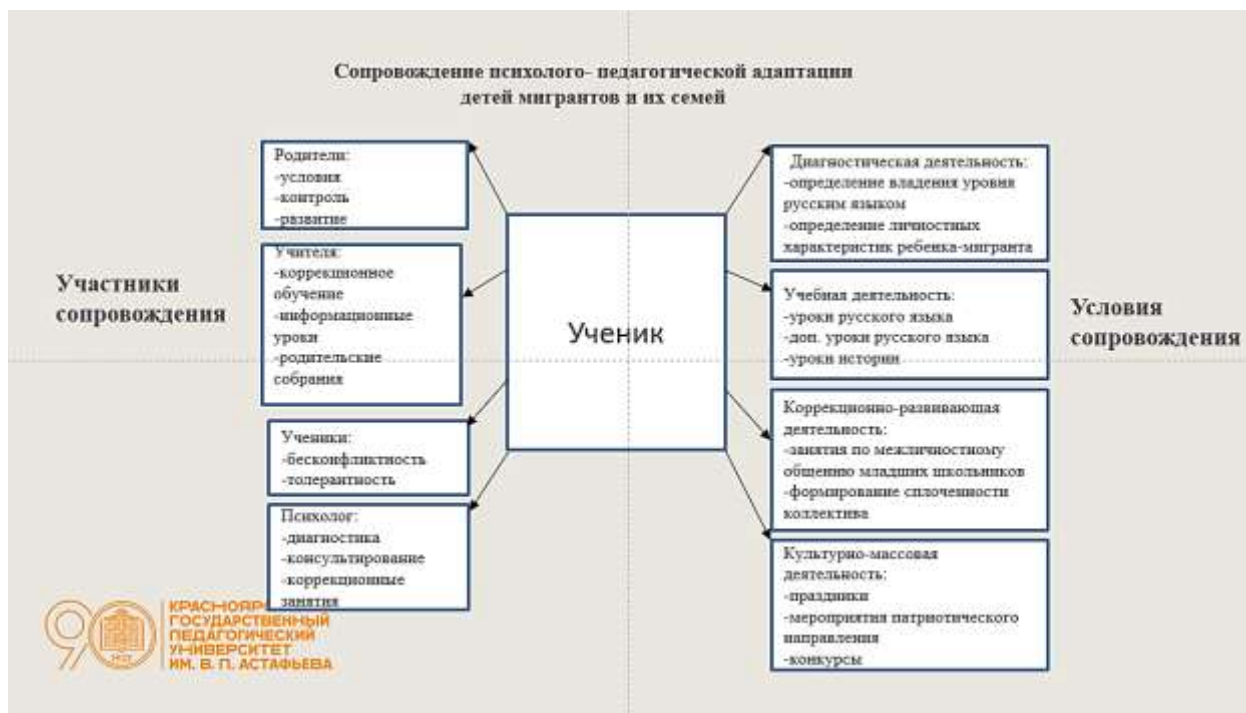 Сопровождение психолого- педагогической адаптации
детей мигрантов и их семей
Участники
сопровождения
Родители:
-условия
-контроль
-развитие
Учителя:
-коррекционное
обучение
-информационные
уроки
-родительские
собрания
Ученики:
-бесконфликтность
-толерантность
Психолог:
-диагностика
-консультирование
-коррекционные
занятия
Ученик
Диагностическая деятельность:
-определение владения уровня
русским языком
-определение личностных
характеристик ребенка-мигранта
Учебная деятельность:
-уроки русского языка
-доп. уроки русского языка
-уроки истории
Коррекционно-развивающая
деятельность:
-занятия по межличностному
общению младших школьников
-формирование сплоченности
коллектива
Культурно-массовая
деятельность:
-праздники
-мероприятия патриотического
направления
-конкурсы
Условия
сопровождения
90
ГОСУДАРСТВЕННЫЙ
ПЕДАГОГИЧЕСКИЙ
УНИВЕРСИТЕТ
ИМ. В. П. АСТАФЬЕВА